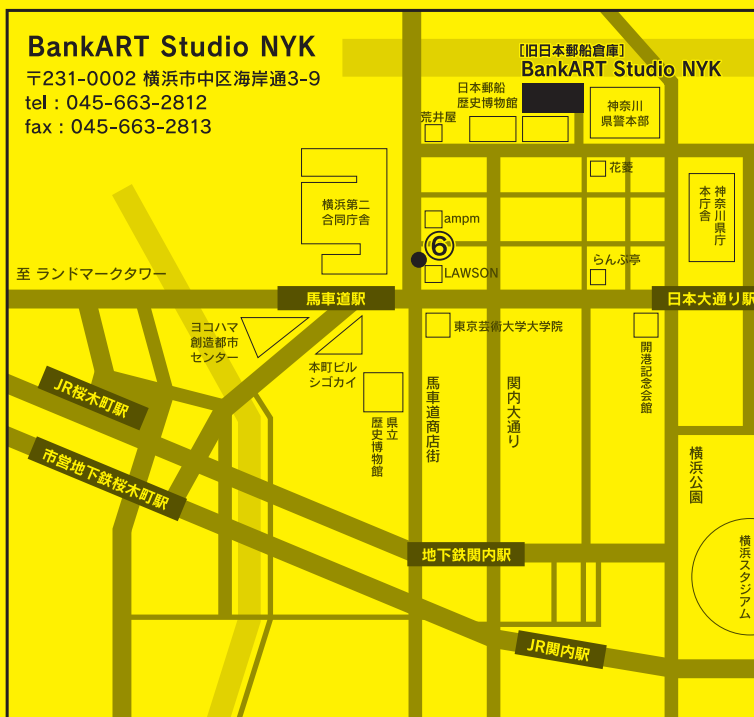 BankART Studio NYK
〒231-0002 横浜市中区海岸通3-9
tel : 045-663-2812
fax : 045-663-2813
[旧日本郵船倉庫]
BankART Studio NYK
日本郵船
歴史博物館
神奈川
県警本部
荒井屋
花菱
横浜第二
合同庁舎
神奈川県庁
本庁舎
ampm
⑥
LAWSON
らんぷ亭
至 ランドマークタワー
馬車道駅
日本大通り駅
ヨコハマ
創造都市
センター
東京芸術大学大学院
本町ビル
シゴカイ
開港記念会館
JR桜木町駅
県立
歴史博物館
馬車道商店街
関内大通り
市営地下鉄桜木町駅
横浜公園
横浜スタジアム
地下鉄関内駅
JR関内駅